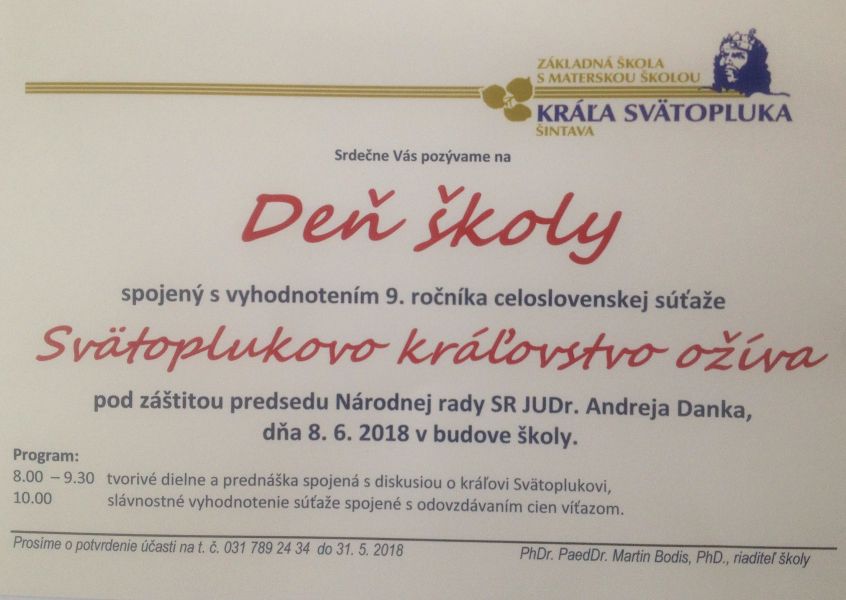 ZÁKLADNÁ ŠKOLA
S MATERSKOU ŠKOLOU
KRÁĽA SVÄTOPLUKA
ŠINTAVA
Srdečne Vás pozývame na
Deň školy
spojený s vyhodnotením 9. ročníka celoslovenskej súťaže
Svätoplukovo kráľovstvo ožíva
pod záštitou predsedu Národnej rady SR JUDr. Andreja Danka,
dňa 8. 6. 2018 v budove školy.
Program:
8.00 – 9.30 tvorivé dielne a prednáška spojená s diskusiou o kráľovi Svätoplukovi,
10.00 slávnostné vyhodnotenie súťaže spojené s odovzdávaním cien víťazom.
Prosíme o potvrdenie účasti na t. č. 031 789 24 34 do 31. 5. 2018
PhDr. PaedDr. Martin Bodis, PhD., riaditeľ školy